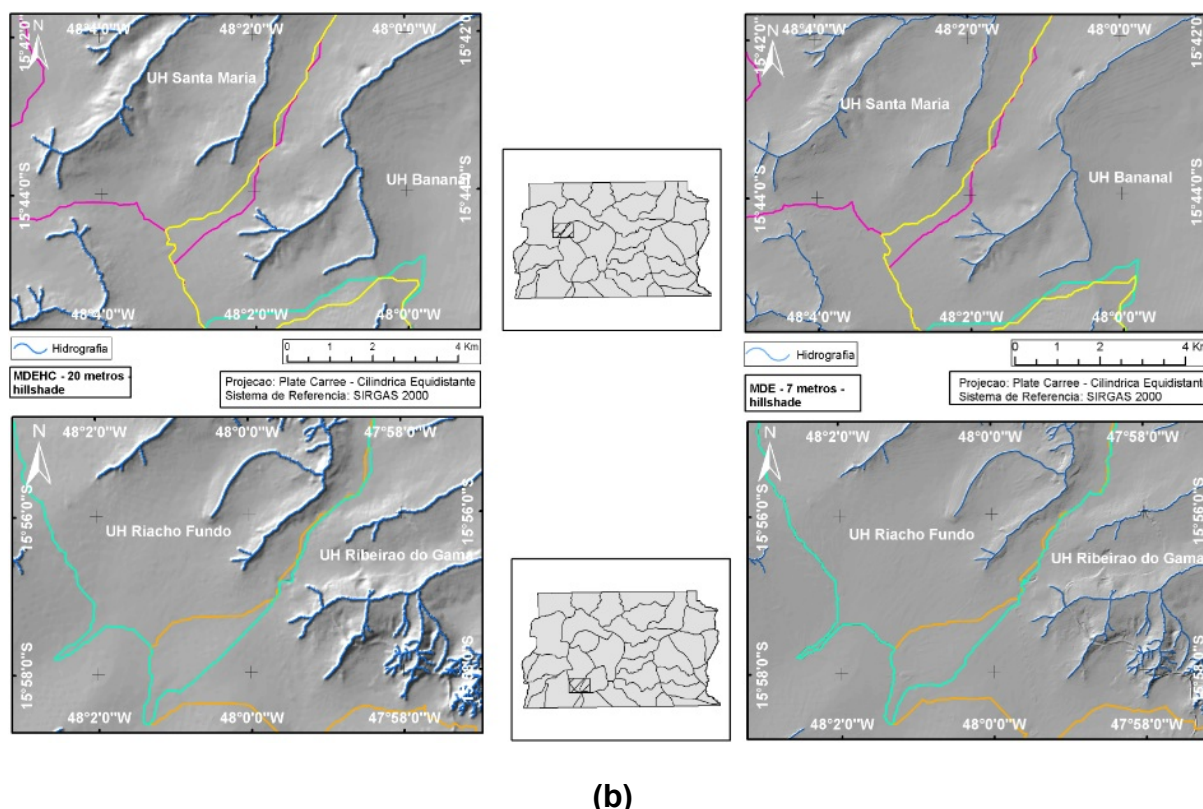 48°4'0"W
48°2'0"W
48°0'0"W
15°42'0"
N
UH Santa Maria
UH Bananal
15°44'0"S
15°44'0"S
48°4'0"W
48°2'0"W
48°0'0"W
Hidrografia
0 1 2 4 Km
MDEHC - 20 metros -
hillshade
Projecao: Plate Carree - Cilindrica Equidistante
Sistema de Referencia: SIRGAS 2000
48°4'0"W
48°2'0"W
48°0'0"W
15°42'0"
15°42'0"
N
UH Santa Maria
UH Bananal
15°44'0"S
15°44'0"S
48°4'0"W
48°2'0"W
48°0'0"W
Hidrografia
0 1 2 4 Km
MDE - 7 metros -
hillshade
Projecao: Plate Carree - Cilindrica Equidistante
Sistema de Referencia: SIRGAS 2000
N
48°2'0"W
48°0'0"W
47°58'0"W
15°56'0"S
15°56'0"S
UH Riacho Fundo
UH Ribeirao do Gama
15°58'0"S
48°2'0"W
48°0'0"W
47°58'0"W
N
48°2'0"W
48°0'0"W
47°58'0"W
15°56'0"S
15°56'0"S
UH Riacho Fundo
UH Ribeirao do Gama
15°58'0"S
48°2'0"W
48°0'0"W
47°58'0"W
(b)